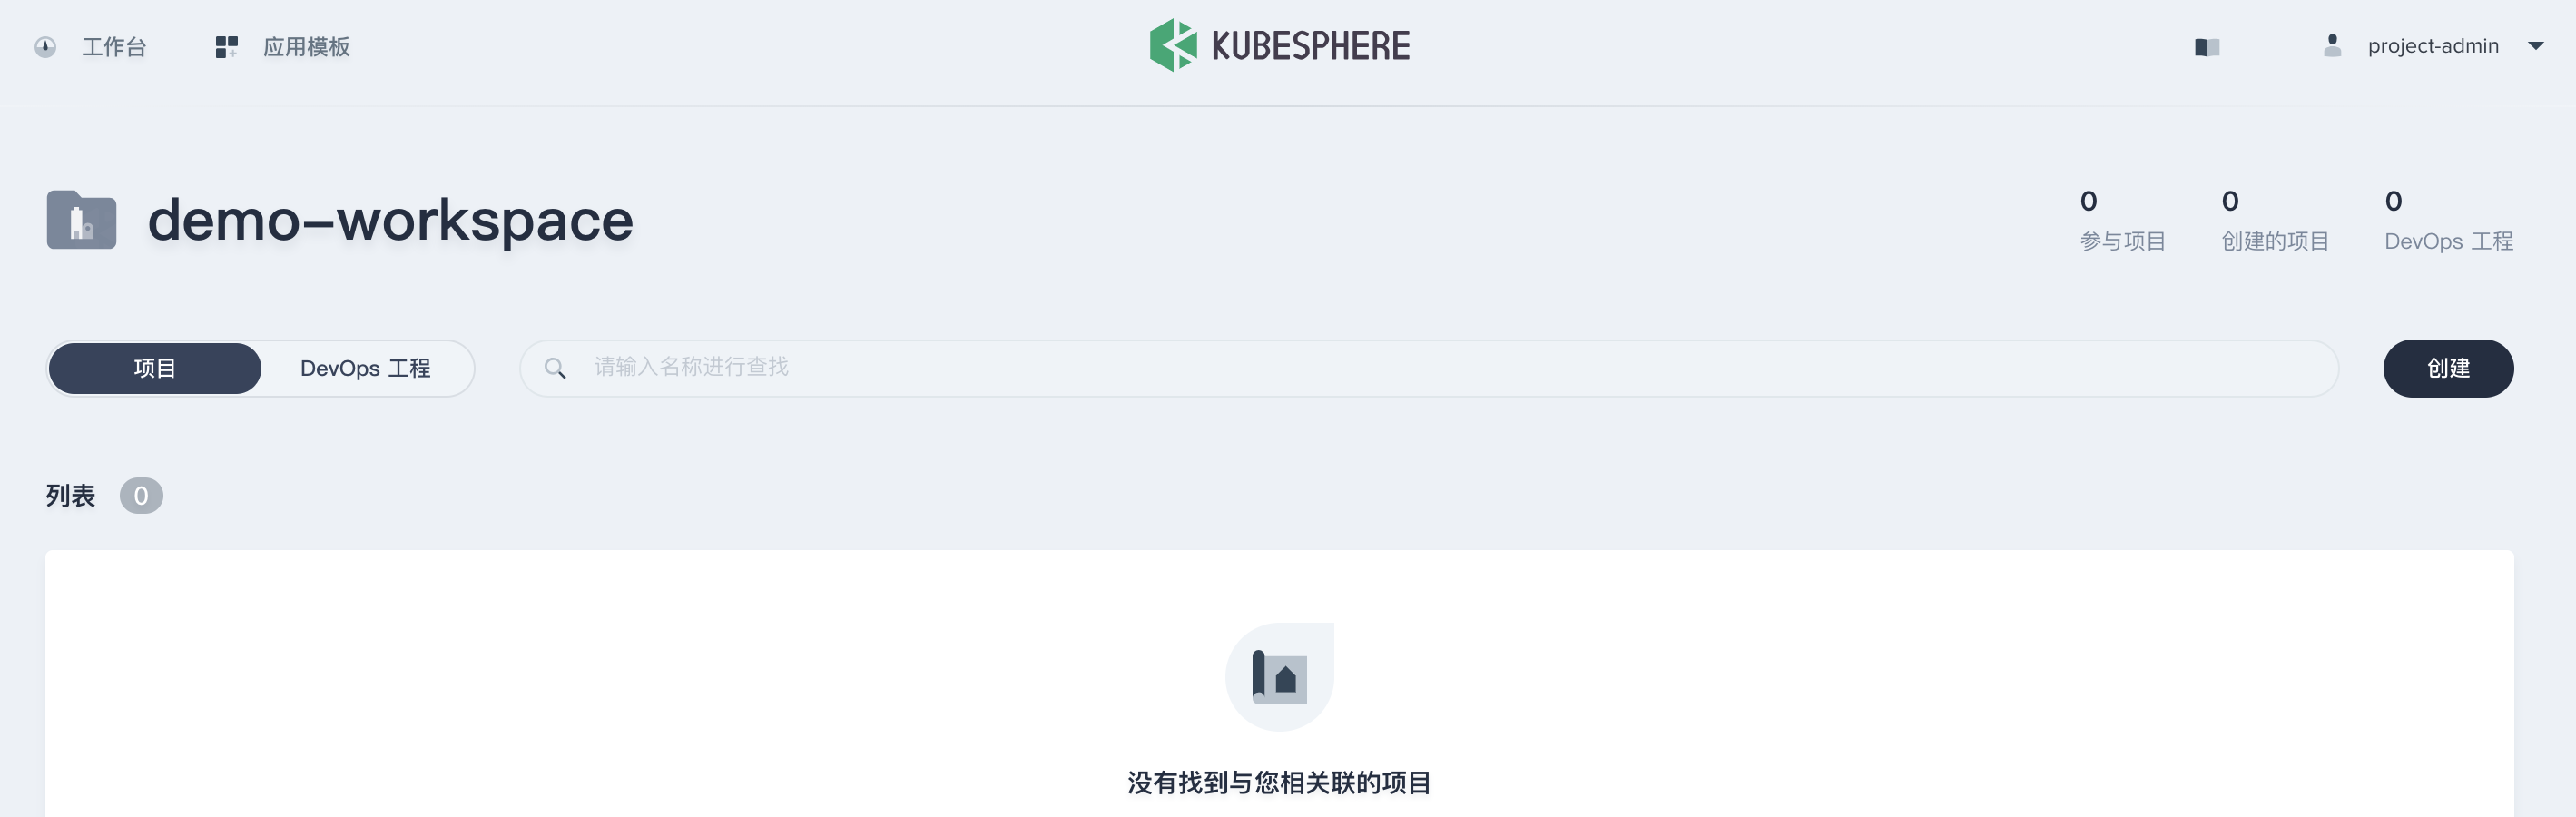 工作台 应用模板 KUBESPHERE project-admin
demo-workspace
0 0 0
参与项目 创建的项目 DevOps 工程
项目 DevOps 工程 请输入名称进行查找 创建
列表 0
没有找到与您相关联的项目